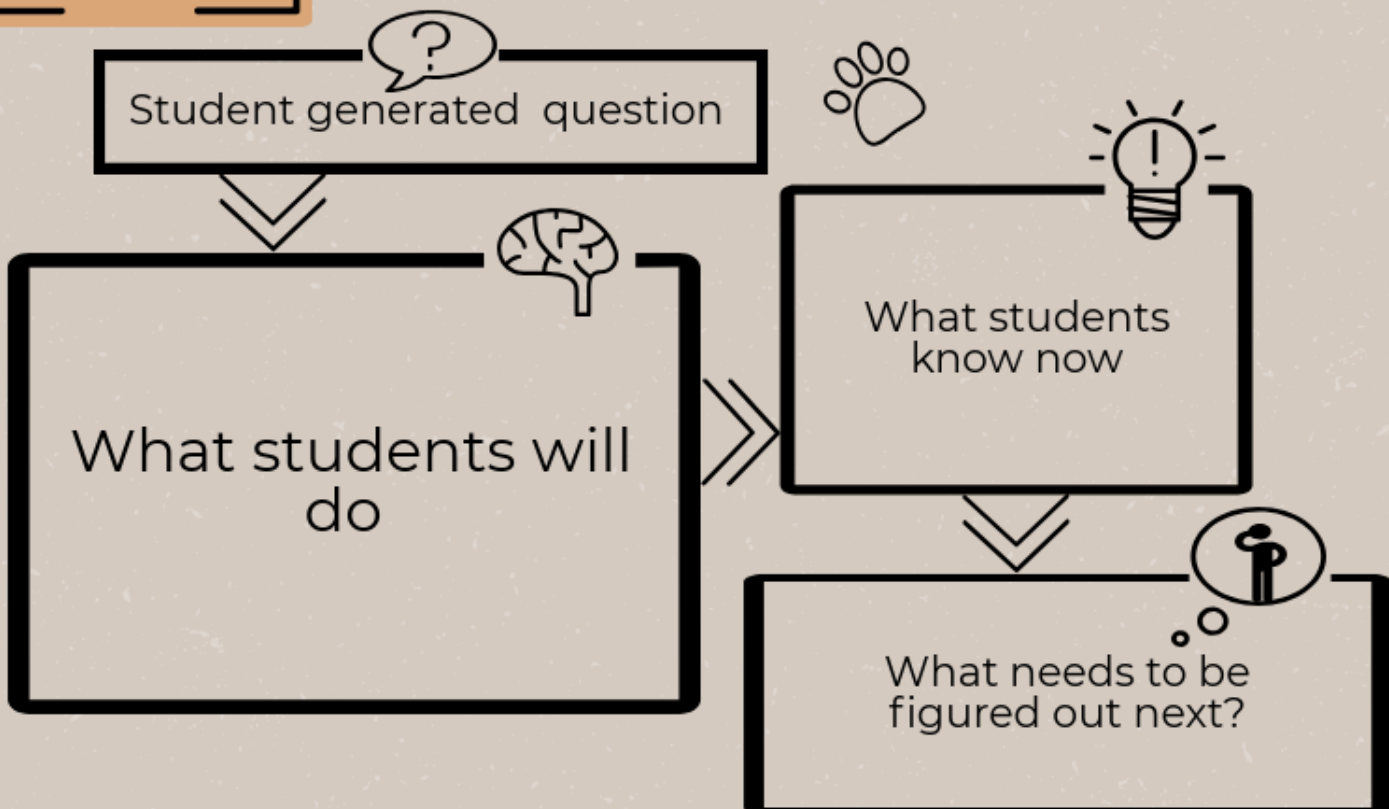 ?
Student generated question
!
What students will
do
What students
know now
What needs to be
figured out next?